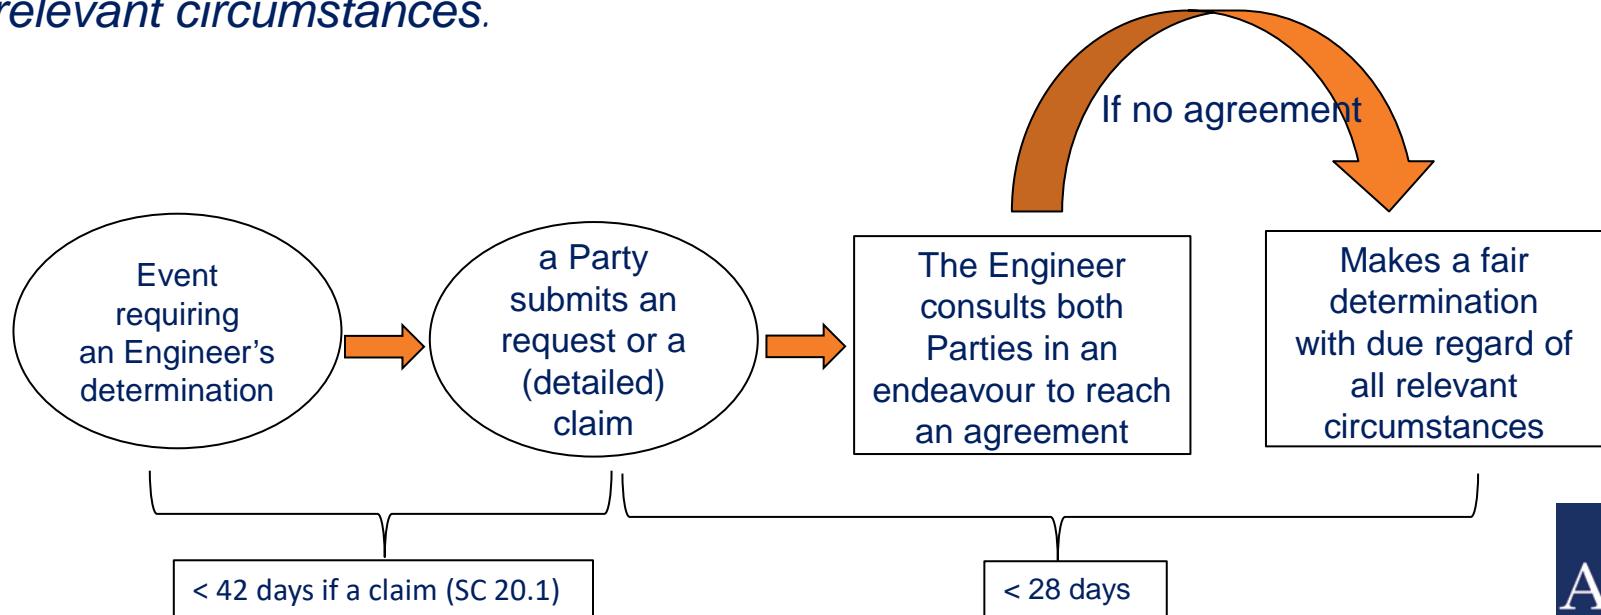 relevant circumstances.
If no agreement
Event
requiring
an Engineer's
determination
a Party
submits an
request or a
(detailed)
claim
The Engineer
consults both
Parties in an
endeavour to reach
an agreement
Makes a fair
determination
with due regard of
all relevant
circumstances
< 42 days if a claim (SC 20.1)
< 28 days
A